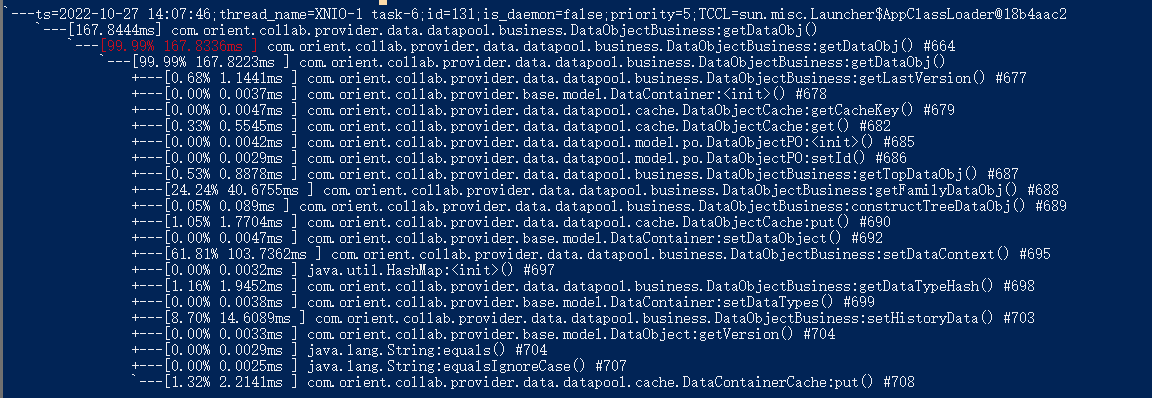 `---ts=2022-10-27 14:07:46;thread_name=XNIO-1 task-6;id=131;is_daemon=false;priority=5;TCCL=sun.misc.Launcher$AppClassLoader@18b4aac2
`---[167.8444ms] com.orient.collab.provider.data.datapool.business.DataObjectBusiness:getDataObj()
`---[99.99% 167.8336ms ] com.orient.collab.provider.data.datapool.business.DataObjectBusiness:getDataObj() #664
`---[99.99% 167.8223ms ] com.orient.collab.provider.data.datapool.business.DataObjectBusiness:getDataObj()
+---[0.68% 1.1441ms ] com.orient.collab.provider.data.datapool.business.DataObjectBusiness:getLastVersion() #677
+---[0.00% 0.0037ms ] com.orient.collab.provider.base.model.DataContainer:<init>() #678
+---[0.00% 0.0047ms ] com.orient.collab.provider.data.datapool.cache.DataObjectCache:getCacheKey() #679
+---[0.33% 0.5545ms ] com.orient.collab.provider.data.datapool.cache.DataObjectCache:get() #682
+---[0.00% 0.0042ms ] com.orient.collab.provider.data.datapool.model.po.DataObjectPO:<init>() #685
+---[0.00% 0.0029ms ] com.orient.collab.provider.data.datapool.model.po.DataObjectPO:setId() #686
+---[0.53% 0.8878ms ] com.orient.collab.provider.data.datapool.business.DataObjectBusiness:getTopDataObj() #687
+---[24.24% 40.6755ms ] com.orient.collab.provider.data.datapool.business.DataObjectBusiness:getFamilyDataObj() #688
+---[0.05% 0.089ms ] com.orient.collab.provider.data.datapool.business.DataObjectBusiness:constructTreeDataObj() #689
+---[1.05% 1.7704ms ] com.orient.collab.provider.data.datapool.cache.DataObjectCache:put() #690
+---[0.00% 0.0047ms ] com.orient.collab.provider.base.model.DataContainer:setDataObject() #692
+---[61.81% 103.7362ms ] com.orient.collab.provider.data.datapool.business.DataObjectBusiness:setDataContext() #695
+---[0.00% 0.0032ms ] java.util.HashMap:<init>() #697
+---[1.16% 1.9452ms ] com.orient.collab.provider.data.datapool.business.DataObjectBusiness:getDataTypeHash() #698
+---[0.00% 0.0038ms ] com.orient.collab.provider.base.model.DataContainer:setDataTypes() #699
+---[8.70% 14.6089ms ] com.orient.collab.provider.data.datapool.business.DataObjectBusiness:setHistoryData() #703
+---[0.00% 0.0033ms ] com.orient.collab.provider.base.model.DataObject:getVersion() #704
+---[0.00% 0.0029ms ] java.lang.String:equals() #704
+---[0.00% 0.0025ms ] java.lang.String:equalsIgnoreCase() #707
`---[1.32% 2.2141ms ] com.orient.collab.provider.data.datapool.cache.DataContainerCache:put() #708